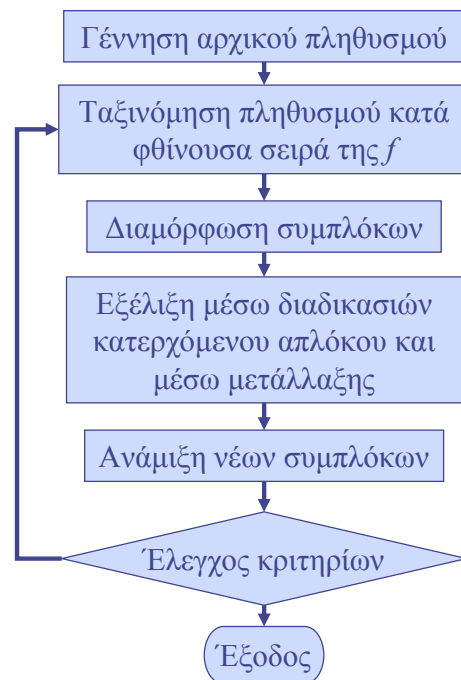 Γέννηση αρχικού πληθυσμού
Ταξινόμηση πληθυσμού κατά
φθίνουσα σειρά της f
Διαμόρφωση συμπλόκων
Εξέλιξη μέσω διαδικασιών
κατερχόμενου απλόκου και
μέσω μετάλλαξης
Ανάμιξη νέων συμπλόκων
Έλεγχος κριτηρίων
Έξοδος